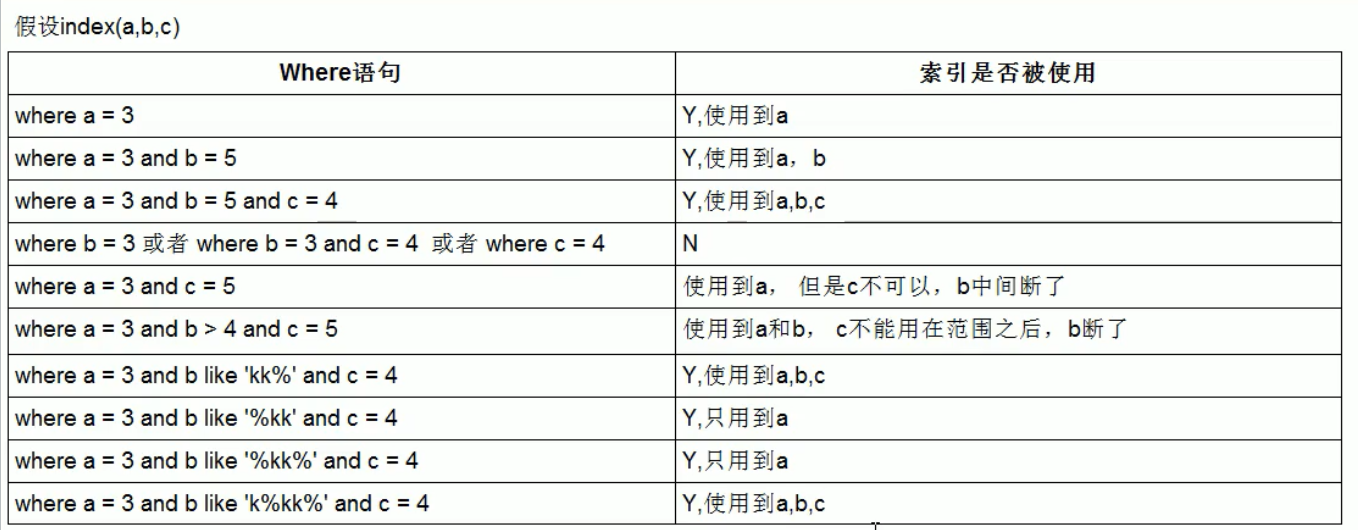 假设index(a,b,c)
Where语句 索引是否被使用
where a = 3 Y,使用到a
where a = 3 and b = 5 Y,使用到a，b
where a = 3 and b = 5 and c = 4 Y,使用到a,b,c
where b = 3 或者 where b = 3 and c = 4 或者 where c = 4 N
where a = 3 and c = 5 使用到a， 但是c不可以，b中间断了
where a = 3 and b > 4 and c = 5 使用到a和b， c不能用在范围之后，b断了
where a = 3 and b like 'kk%' and c = 4 Y,使用到a,b,c
where a = 3 and b like '%kk' and c = 4 Y,只用到a
where a = 3 and b like '%kk%' and c = 4 Y,只用到a
where a = 3 and b like 'k%kk%' and c = 4 Y,使用到a,b,c